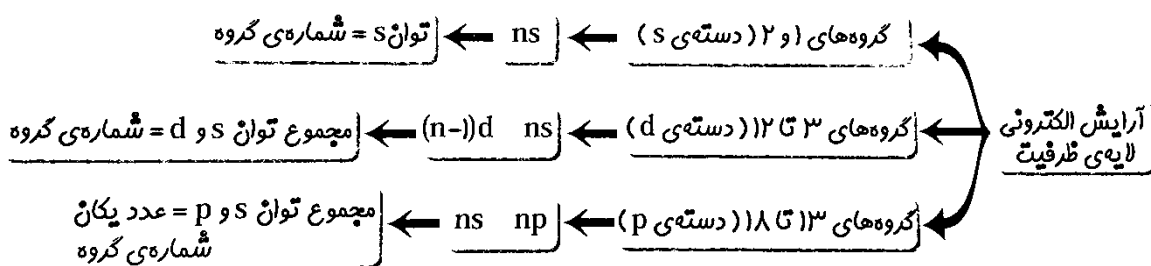 آرایش الکترونی
لایه‌ی ظرفیت
گروه‌های ۱ و ۲ (دسته‌ی s) ns توان s = شماره‌ی گروه
گروه‌های ۳ تا ۱۲ (دسته‌ی d) (n-1)d ns مجموع توان s و d = شماره‌ی گروه
گروه‌های ۱۳ تا ۱۸ (دسته‌ی p) ns np مجموع توان s و p = عدد یکان
شماره‌ی گروه